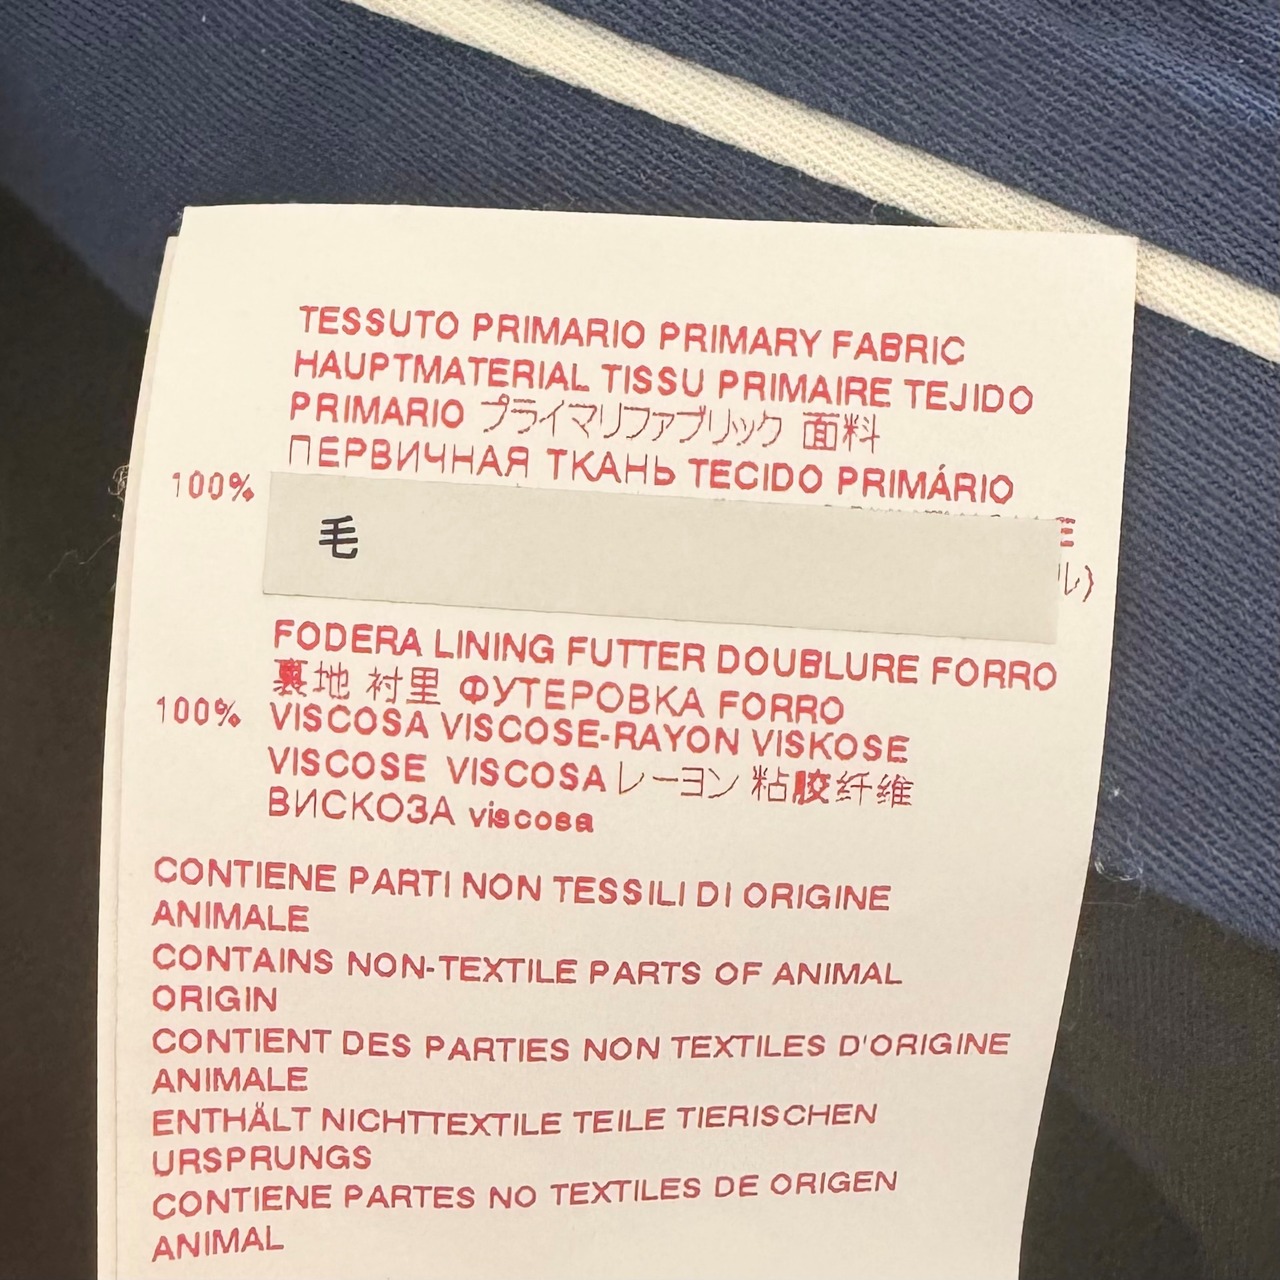 TESSUTO PRIMARIO PRIMARY FABRIC
HAUPTMATERIAL TISSU PRIMAIRE TEJIDO
PRIMARIO プライマリファブリック 面料
ПЕРВИЧНАЯ ТКАНЬ TECIDO PRIMÁRIO
100%
毛
ル)
FODERA LINING FUTTER DOUBLURE FORRO
裏地 衬里 ФУТЕРОВКА FORRO
100% VISCOSA VISCOSE-RAYON VISKOSE
VISCOSE VISCOSA レーヨン 粘胶纤维
ВИСКОЗА viscosa
CONTIENE PARTI NON TESSILI DI ORIGINE
ANIMALE
CONTAINS NON-TEXTILE PARTS OF ANIMAL
ORIGIN
CONTIENT DES PARTIES NON TEXTILES D'ORIGINE
ANIMALE
ENTHÄLT NICHTTEXTILE TEILE TIERISCHEN
URSPRUNGS
CONTIENE PARTES NO TEXTILES DE ORIGEN
ANIMAL